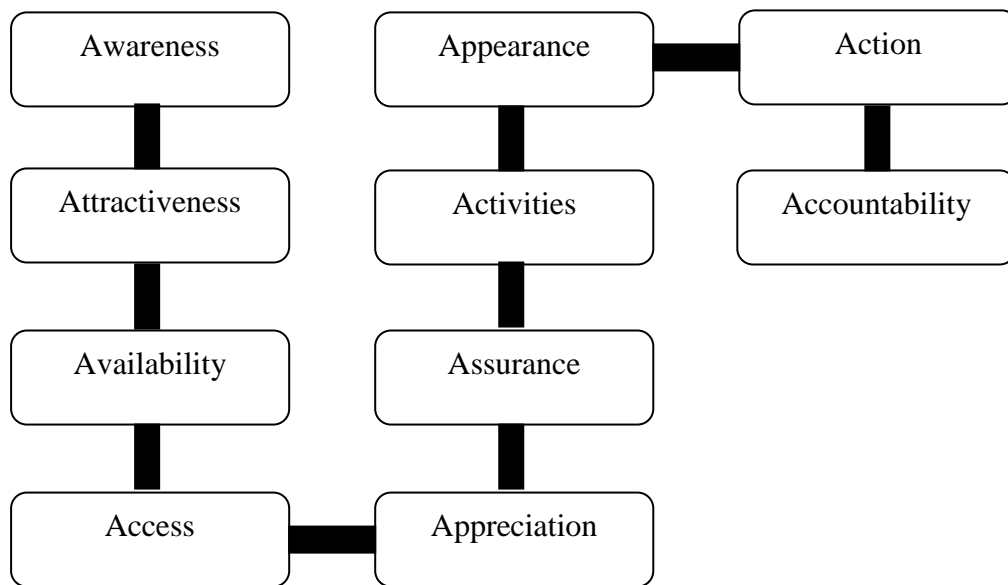 Awareness
Attractiveness
Availability
Access
Appreciation
Assurance
Activities
Appearance
Action
Accountability